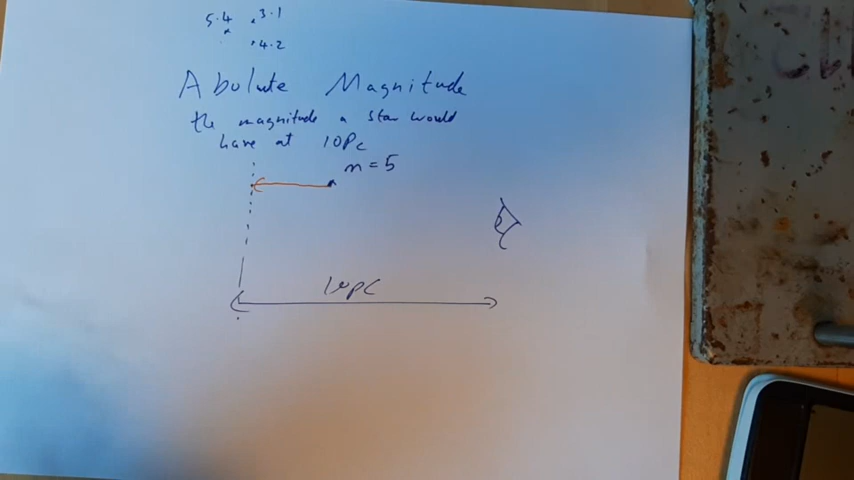 5.4 3.1
4.2
Abolute Magnitude
the magnitude a star would
have at 10Pc
m=5
10pc